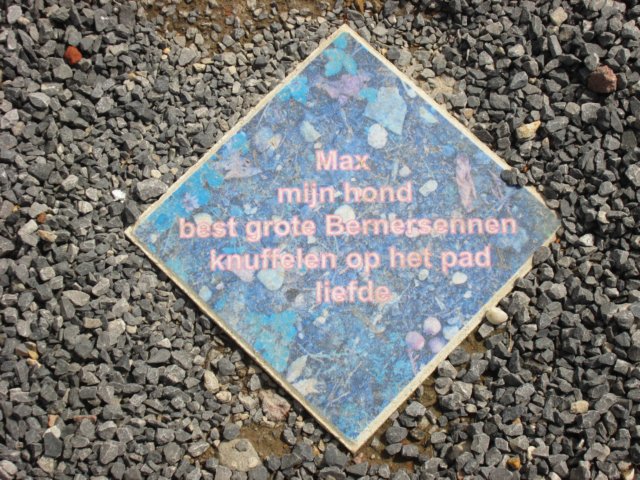 Max
mijn hond
best grote Bernersennen
knuffelen op het pad
liefde